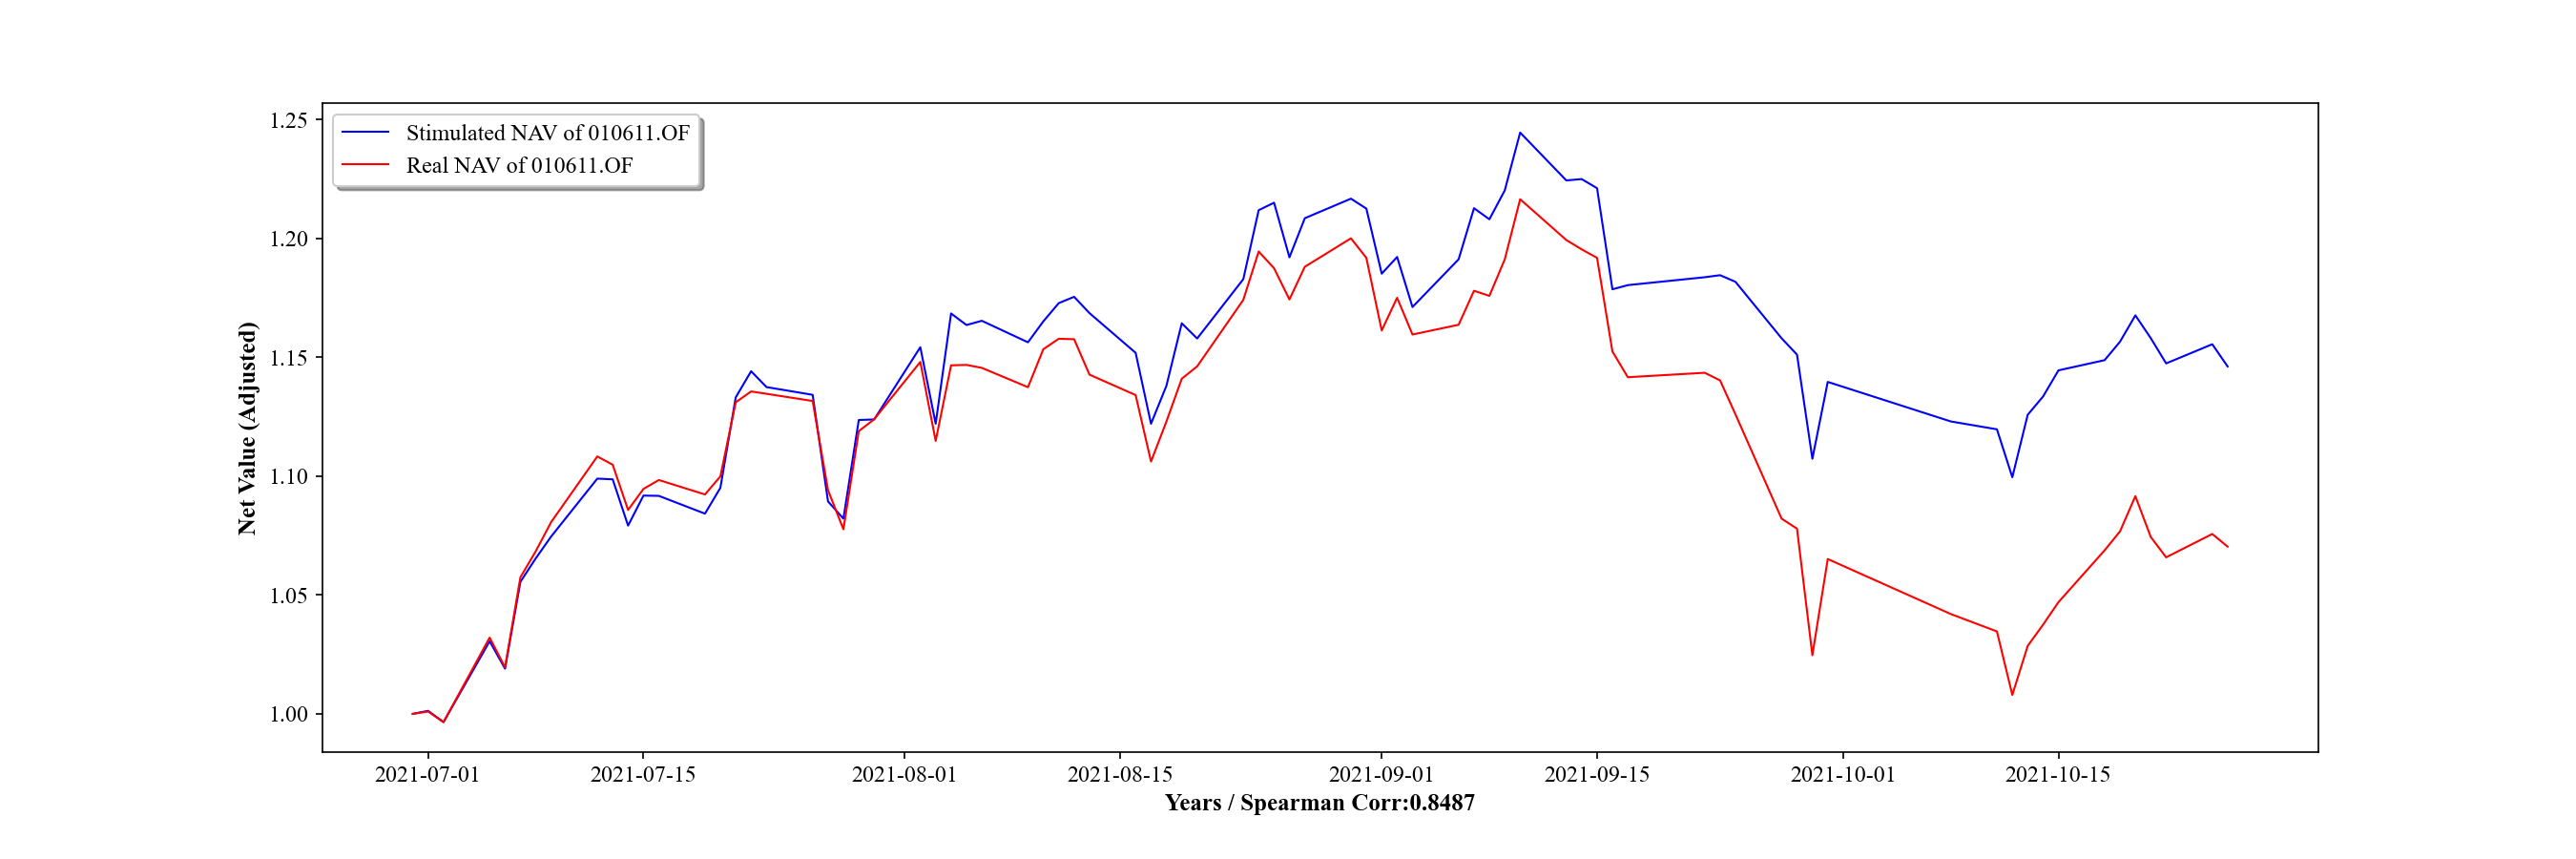 Stimulated NAV of 010611.OF
Real NAV of 010611.OF
Net Value (Adjusted)
1.25
1.20
1.15
1.10
1.05
1.00
2021-07-01 2021-07-15 2021-08-01 2021-08-15 2021-09-01 2021-09-15 2021-10-01 2021-10-15
Years / Spearman Corr:0.8487